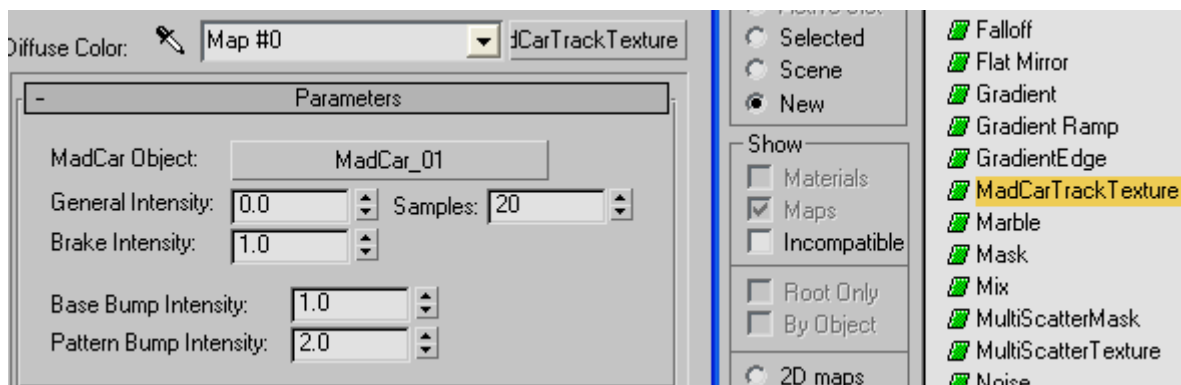 Diffuse Color: Map #0 dCarTrackTexture
- Parameters
MadCar Object: MadCar_01
General Intensity: 0.0 Samples: 20
Brake Intensity: 1.0
Base Bump Intensity: 1.0
Pattern Bump Intensity: 2.0
Selected
Scene
New
Show
Materials
Maps
Incompatible
Root Only
By Object
2D maps
Falloff
Flat Mirror
Gradient
Gradient Ramp
GradientEdge
MadCarTrackTexture
Marble
Mask
Mix
MultiScatterMask
MultiScatterTexture
Noise